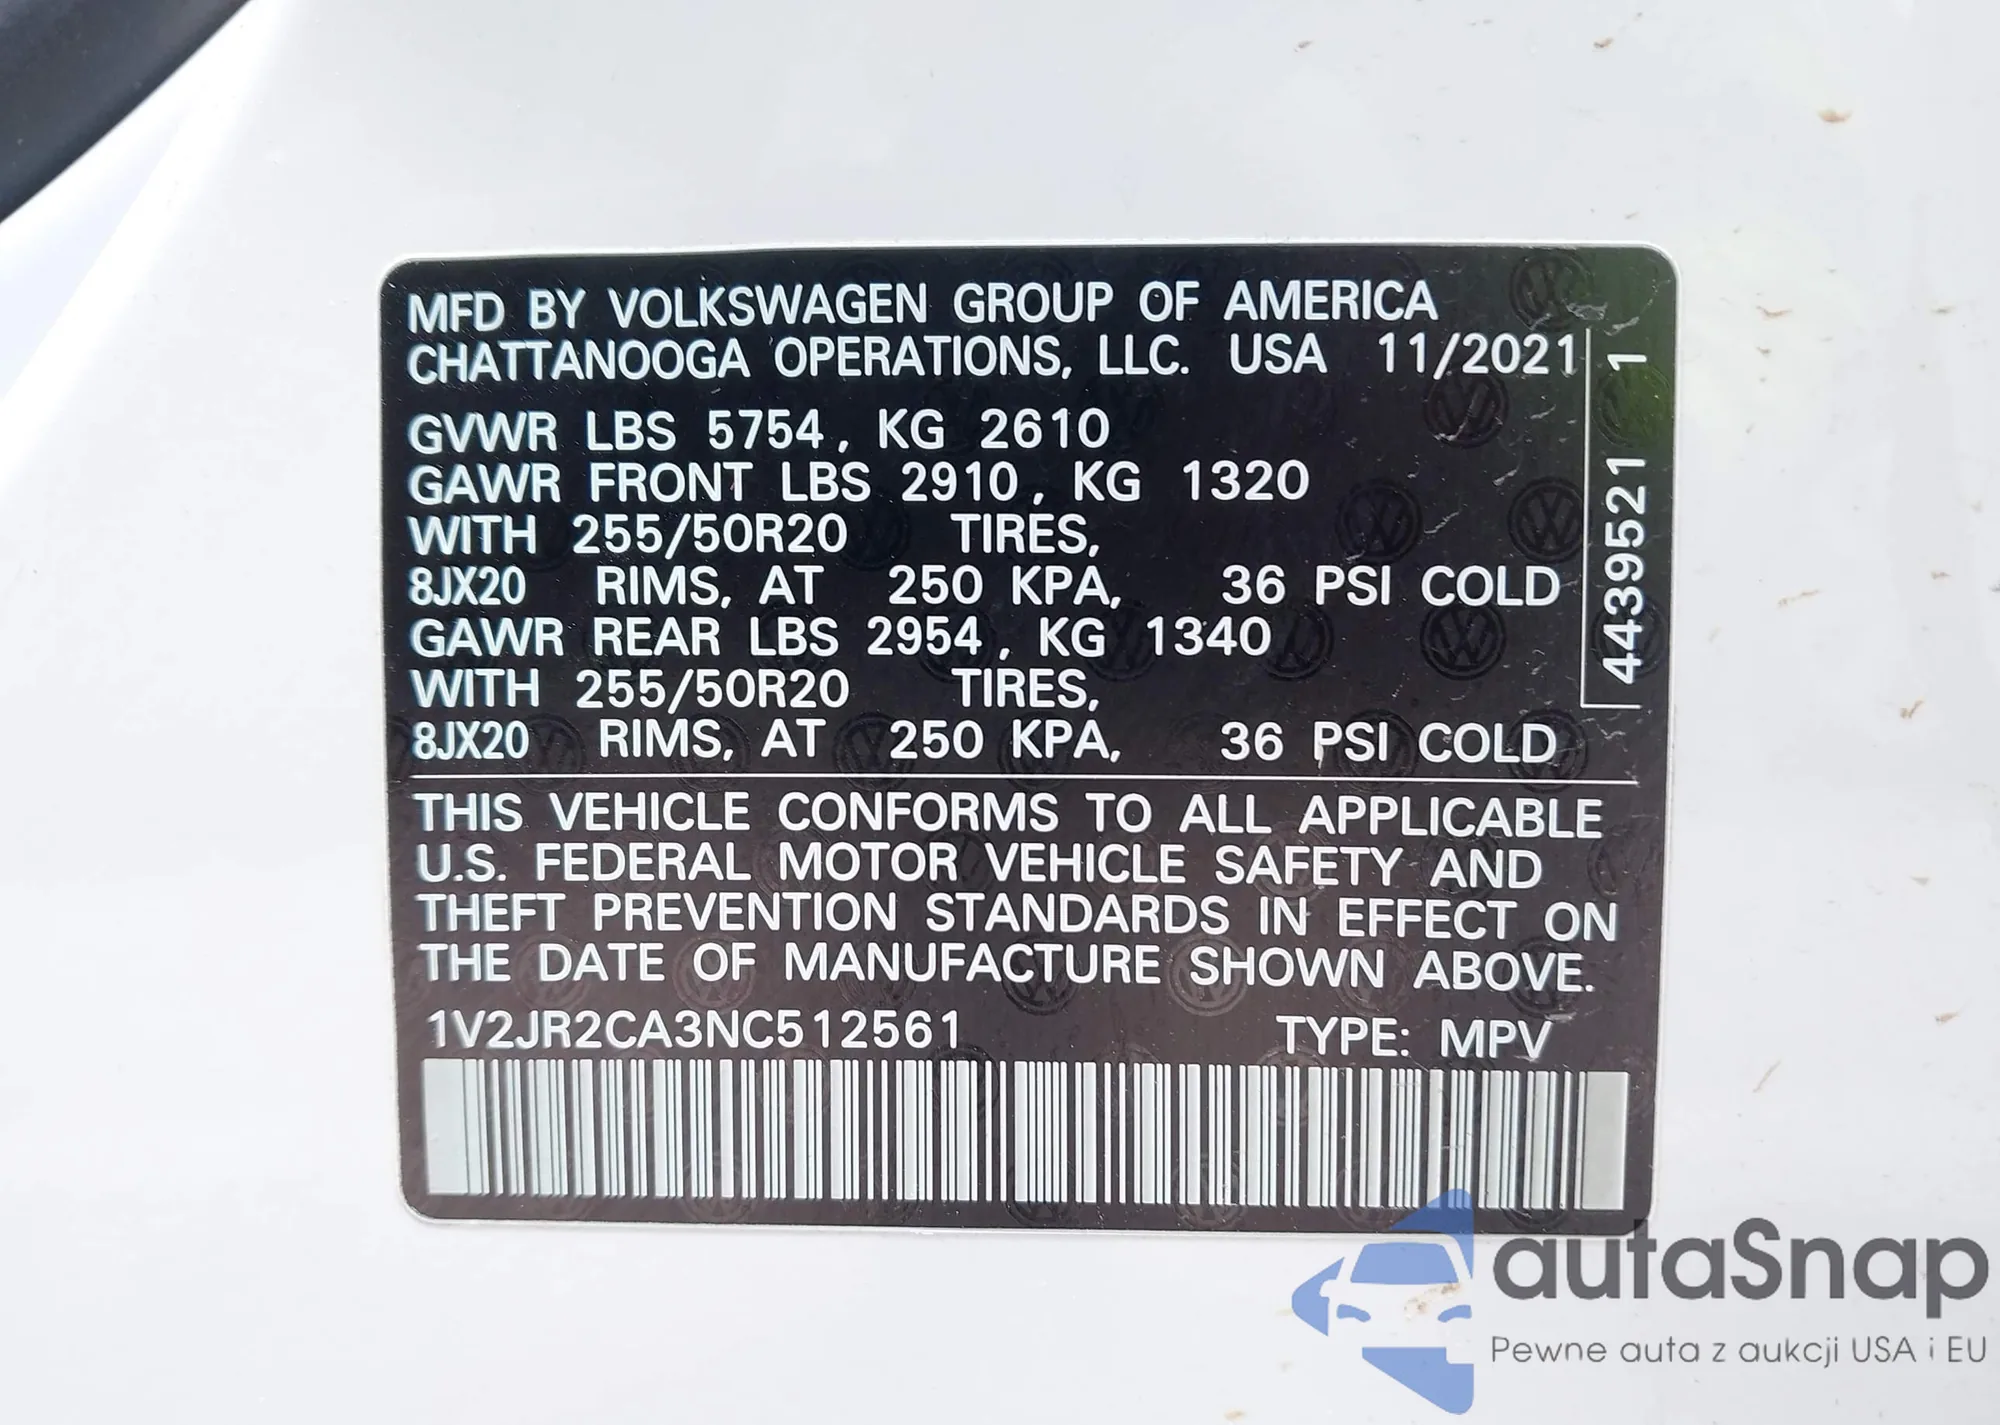 MFD BY VOLKSWAGEN GROUP OF AMERICA
CHATTANOOGA OPERATIONS, LLC. USA 11/2021
GVWR LBS 5754, KG 2610
GAWR FRONT LBS 2910, KG 1320
WITH 255/50R20 TIRES,
8JX20 RIMS, AT 250 KPA, 36 PSI COLD
GAWR REAR LBS 2954, KG 1340
WITH 255/50R20 TIRES,
8JX20 RIMS, AT 250 KPA, 36 PSI COLD
4439521 1
THIS VEHICLE CONFORMS TO ALL APPLICABLE
U.S. FEDERAL MOTOR VEHICLE SAFETY AND
THEFT PREVENTION STANDARDS IN EFFECT ON
THE DATE OF MANUFACTURE SHOWN ABOVE.
1V2JR2CA3NC512561 TYPE: MPV
autaSnap
Pewne auta z aukcji USA i EU